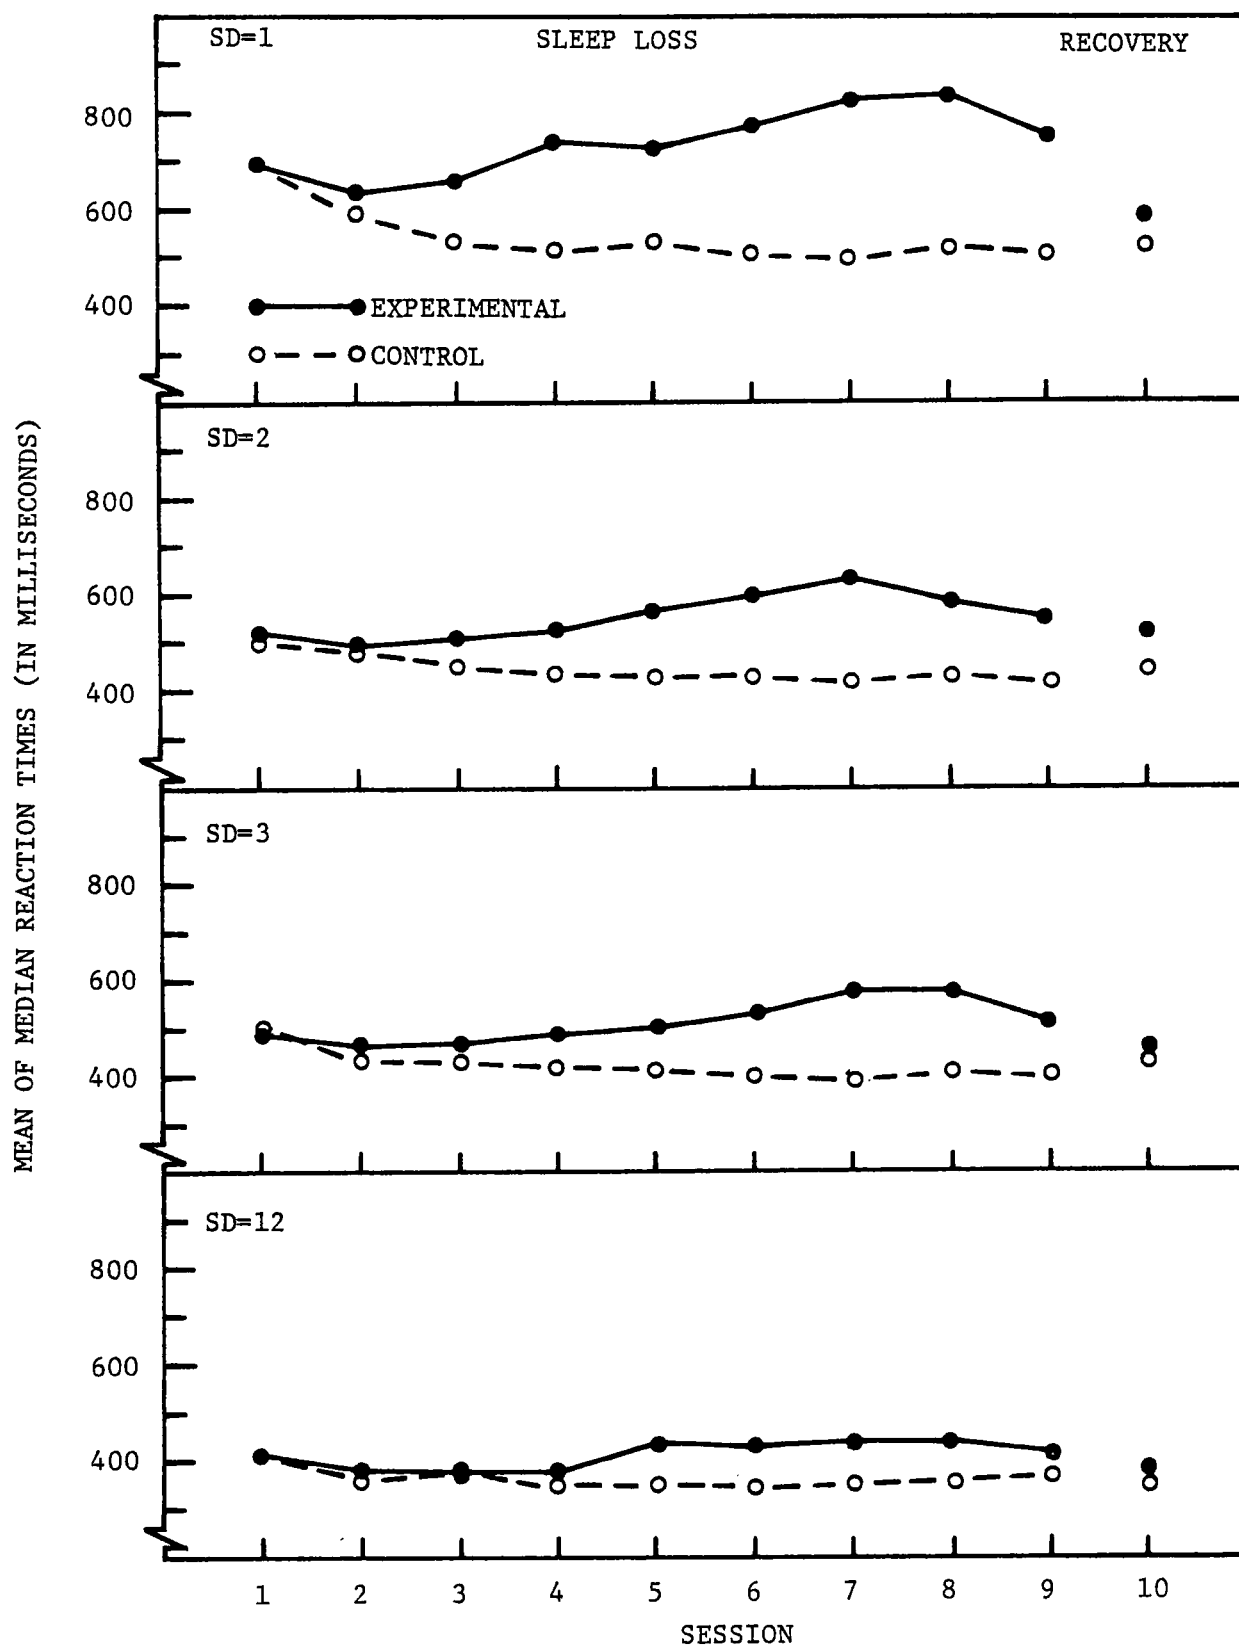 SD=1 SLEEP LOSS RECOVERY
800
600
400
EXPERIMENTAL
CONTROL
SD=2
800
600
400
SD=3
800
600
400
SD=12
800
600
400
1 2 3 4 5 6 7 8 9 10
SESSION
MEAN OF MEDIAN REACTION TIMES (IN MILLISECONDS)